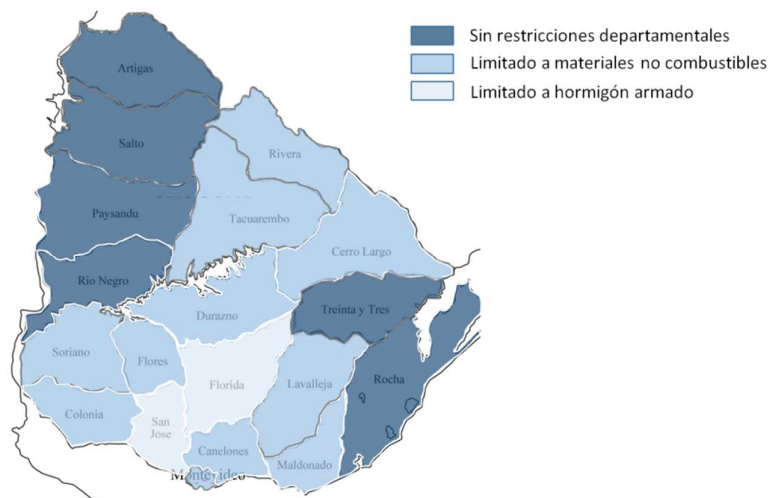 Sin restricciones departamentales
Limitado a materiales no combustibles
Limitado a hormigón armado
Artigas
Salto
Rivera
Paysandu
Tacuarembo
Cerro Largo
Rio Negro
Durazno
Treinta y Tres
Soriano
Flores
Florida
Lavalleja
Rocha
Colonia
San
Jose
Canelones
Maldonado
Montevideo